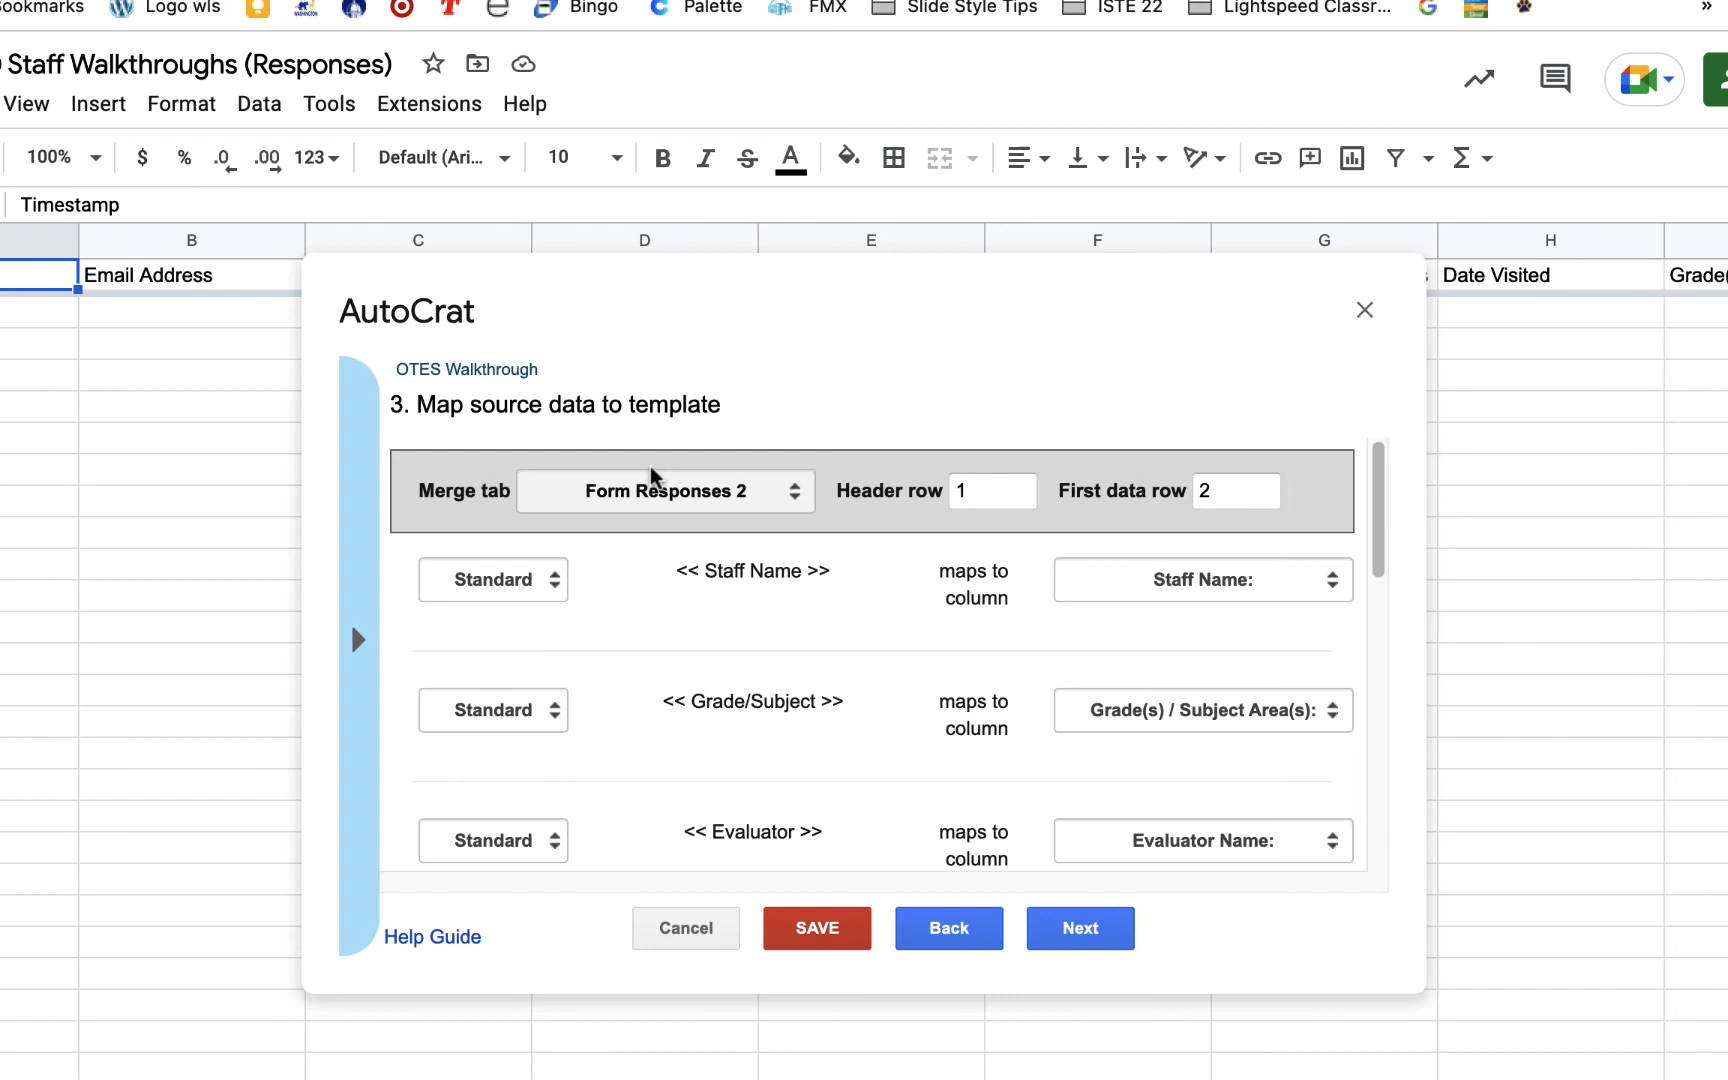 ookmarks Logo wls Bingo Palette FMX Slide Style Tips ISTE 22 Lightspeed Classr... »
Staff Walkthroughs (Responses)
View Insert Format Data Tools Extensions Help
100% $ % .0 .00 123 Default (Ari... 10 B I S A
Timestamp
B C D E F G H
Email Address Date Visited Grade(
AutoCrat
OTES Walkthrough
3. Map source data to template
Merge tab Form Responses 2 Header row 1 First data row 2
Standard << Staff Name >> maps to column Staff Name:
Standard << Grade/Subject >> maps to column Grade(s) / Subject Area(s):
Standard << Evaluator >> maps to column Evaluator Name:
Help Guide Cancel SAVE Back Next